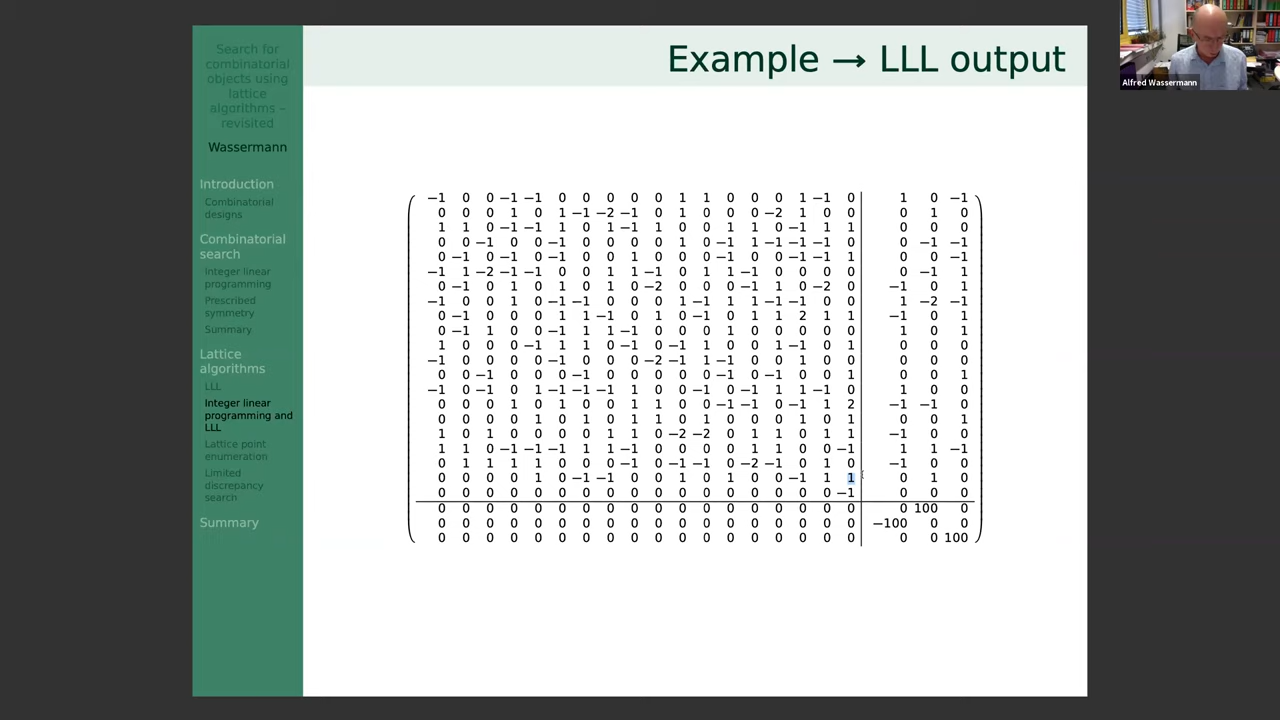 Search for
combinatorial
objects using
lattice
algorithms –
revisited
Wassermann
Introduction
Combinatorial
designs
Combinatorial
search
integer linear
programming
Prescribed
symmetry
Summary
Lattice
algorithms
LLL
Integer linear
programming and
LLL
Lattice point
enumeration
Limited
discrepancy
search
Summary
Example → LLL output
−1 0 0 −1 −1 0 0 0 0 0 1 1 0 0 0 1 −1 0 1 0 −1
0 0 0 1 0 1 −1 −2 −1 0 1 0 0 0 −2 1 0 0 0 1 0
1 1 0 −1 −1 1 0 1 −1 1 0 0 1 1 0 −1 1 1 0 0 0
0 0 −1 0 0 −1 0 0 0 0 1 0 −1 1 −1 −1 −1 0 0 −1 −1
0 −1 0 −1 0 −1 0 0 1 0 0 0 −1 0 0 −1 −1 1 0 0 −1
−1 1 −2 −1 −1 0 0 1 1 −1 0 1 1 −1 0 0 0 0 0 −1 1
0 −1 0 1 0 1 0 1 0 −2 0 0 0 −1 1 0 −2 0 −1 0 1
−1 0 0 1 0 −1 −1 0 0 0 1 −1 1 1 −1 −1 0 0 1 −2 −1
0 −1 0 0 0 1 1 −1 0 1 0 −1 0 1 1 2 1 1 −1 0 1
0 −1 1 0 0 −1 1 1 −1 0 0 0 1 0 0 0 0 0 1 0 1
1 0 0 0 −1 1 1 0 −1 0 −1 1 0 0 1 −1 0 1 0 0 0
−1 0 0 0 0 −1 0 0 0 −2 −1 1 −1 0 0 1 0 0 0 0 0
0 0 −1 0 0 0 −1 0 0 0 0 0 −1 0 −1 0 0 1 0 0 1
−1 0 −1 0 1 −1 −1 −1 1 0 0 −1 0 −1 1 1 −1 0 1 0 0
0 0 0 1 0 1 0 0 1 1 0 0 −1 −1 0 −1 1 2 −1 −1 0
0 0 0 0 1 1 0 1 0 1 1 1 0 0 0 1 0 1 0 0 1
1 0 1 0 0 0 0 1 1 0 −2 −2 0 1 1 0 1 1 −1 0 0
1 1 0 −1 −1 −1 1 1 −1 0 0 0 0 1 1 0 0 −1 1 1 −1
0 1 1 1 1 0 0 0 −1 0 −1 −1 0 −2 −1 0 1 0 −1 0 0
0 0 0 0 1 0 −1 −1 0 0 1 0 1 0 0 −1 1 1 0 1 0
0 0 0 0 0 0 0 0 0 0 0 0 0 0 0 0 0 −1 0 0 0
0 0 0 0 0 0 0 0 0 0 0 0 0 0 0 0 0 0 0 100 0
0 0 0 0 0 0 0 0 0 0 0 0 0 0 0 0 0 0 −100 0 0
0 0 0 0 0 0 0 0 0 0 0 0 0 0 0 0 0 0 0 0 100
Alfred Wassermann